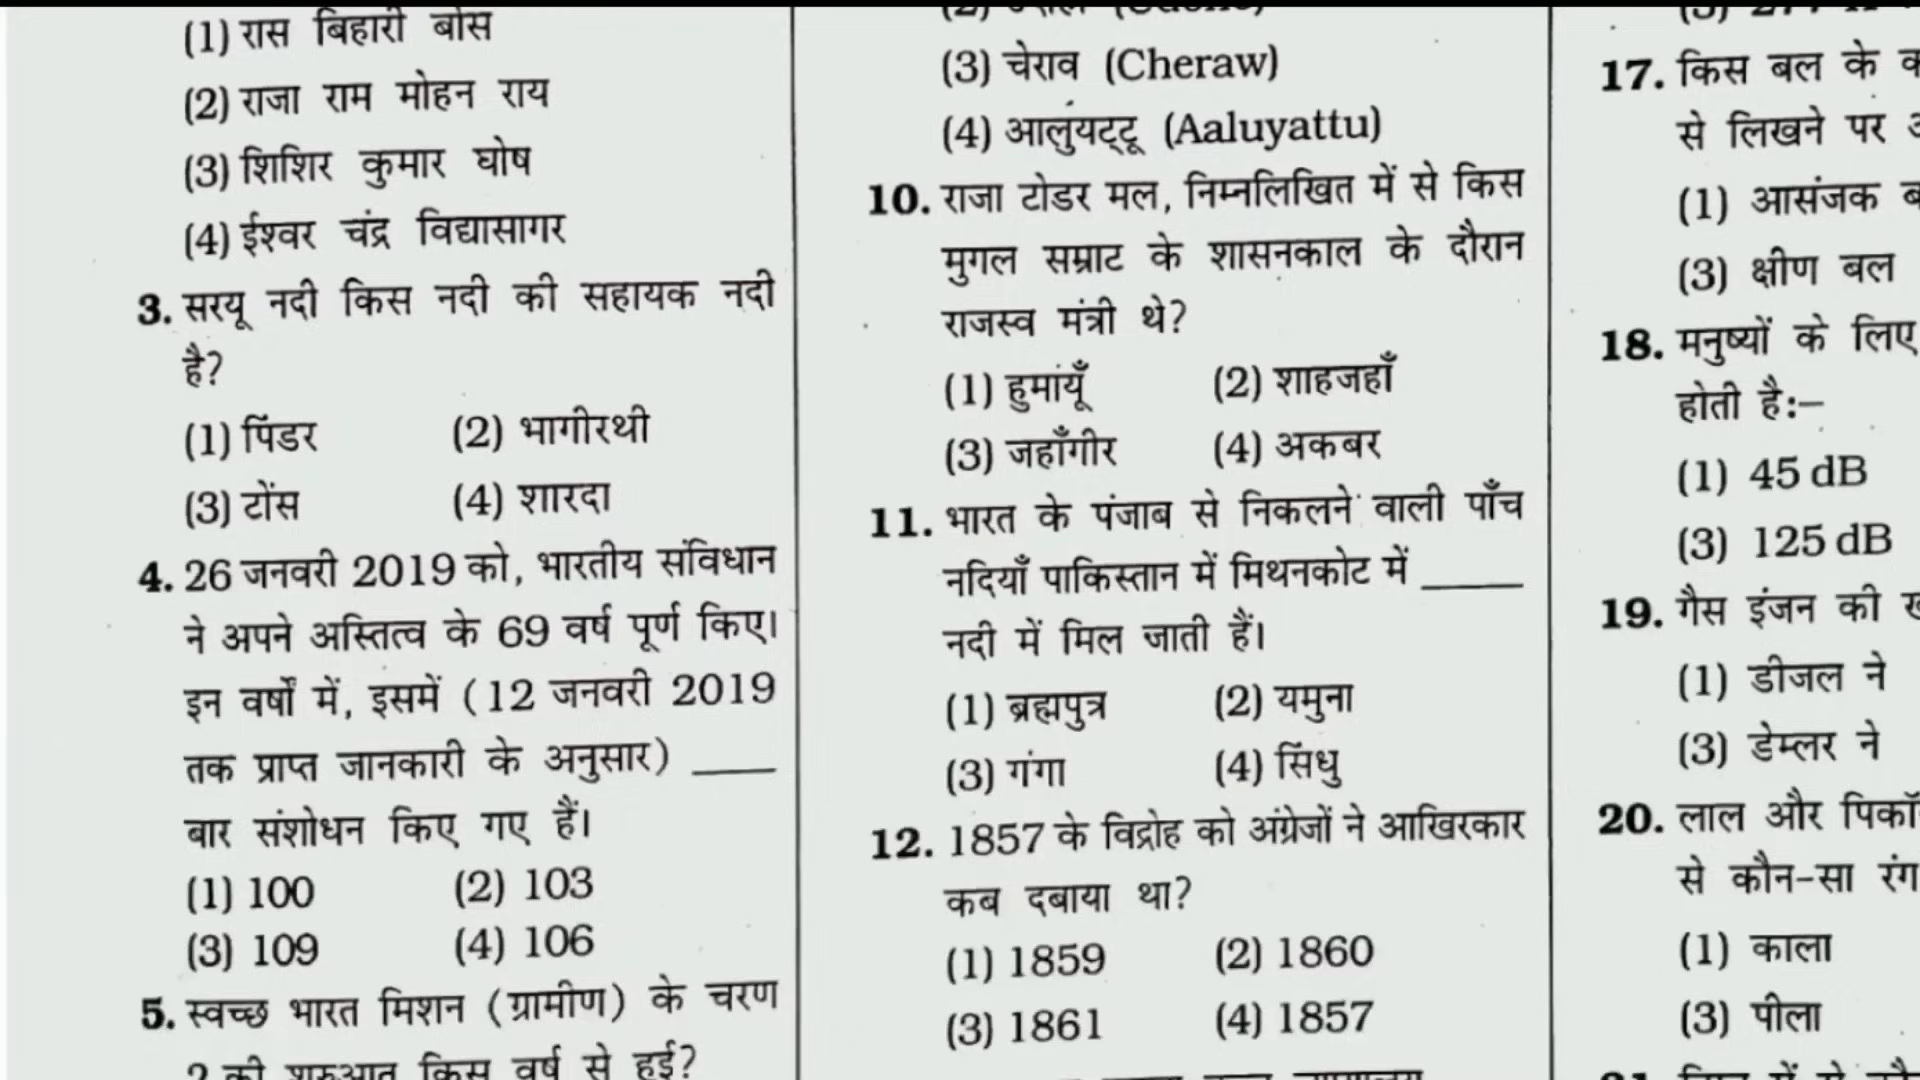 (1) रास बिहारी बोस
(2) राजा राम मोहन राय
(3) शिशिर कुमार घोष
(4) ईश्वर चंद्र विद्यासागर
3. सरयू नदी किस नदी की सहायक नदी
है?
(1) पिंडर (2) भागीरथी
(3) टोंस (4) शारदा
4. 26 जनवरी 2019 को, भारतीय संविधान
ने अपने अस्तित्व के 69 वर्ष पूर्ण किए।
इन वर्षों में, इसमें (12 जनवरी 2019
तक प्राप्त जानकारी के अनुसार) ____
बार संशोधन किए गए हैं।
(1) 100 (2) 103
(3) 109 (4) 106
5. स्वच्छ भारत मिशन (ग्रामीण) के चरण
2 की शुरुआत किस वर्ष से हुई?
(3) चेराव (Cheraw)
(4) आलुयट्टू (Aaluyattu)
10. राजा टोडर मल, निम्नलिखित में से किस
मुगल सम्राट के शासनकाल के दौरान
राजस्व मंत्री थे?
(1) हुमांयूँ (2) शाहजहाँ
(3) जहाँगीर (4) अकबर
11. भारत के पंजाब से निकलने वाली पाँच
नदियाँ पाकिस्तान में मिथनकोट में ____
नदी में मिल जाती हैं।
(1) ब्रह्मपुत्र (2) यमुना
(3) गंगा (4) सिंधु
12. 1857 के विद्रोह को अंग्रेजों ने आखिरकार
कब दबाया था?
(1) 1859 (2) 1860
(3) 1861 (4) 1857
17. किस बल के
से लिखने पर
(1) आसंजक
(3) क्षीण बल
18. मनुष्यों के लिए
होती है:–
(1) 45 dB
(3) 125 dB
19. गैस इंजन की
(1) डीजल ने
(3) डेम्लर ने
20. लाल और
से कौन-सा रंग
(1) काला
(3) पीला